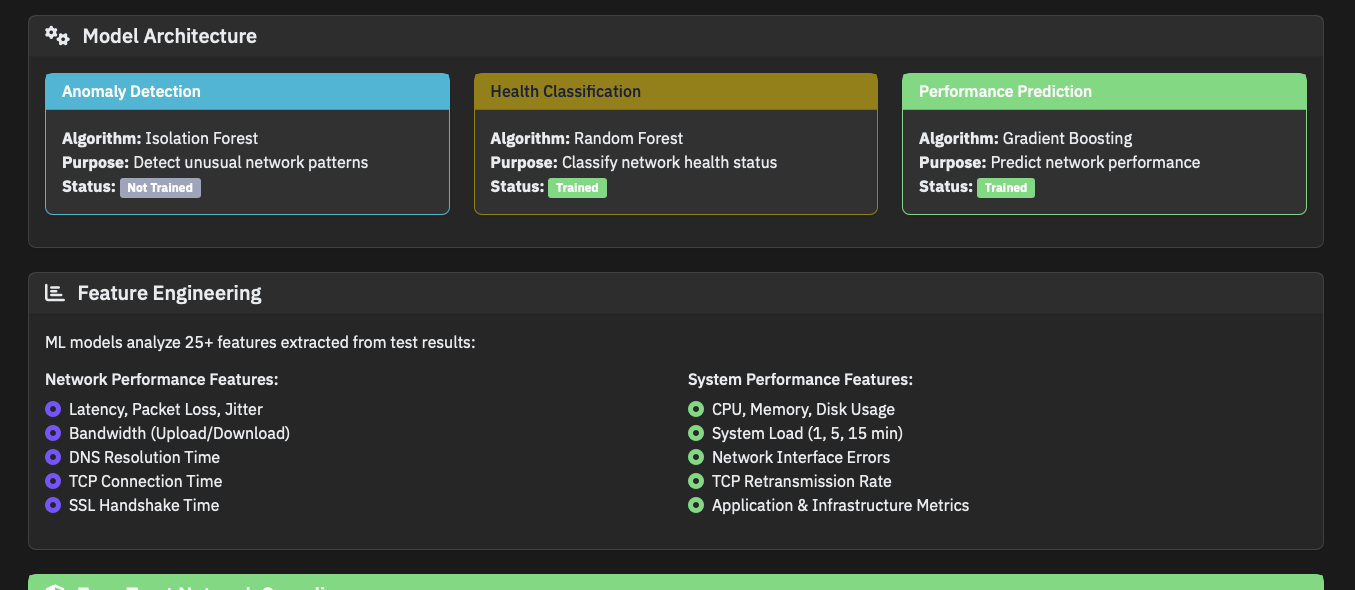 Model Architecture
Anomaly Detection
Algorithm: Isolation Forest
Purpose: Detect unusual network patterns
Status: Not Trained
Health Classification
Algorithm: Random Forest
Purpose: Classify network health status
Status: Trained
Performance Prediction
Algorithm: Gradient Boosting
Purpose: Predict network performance
Status: Trained
Feature Engineering
ML models analyze 25+ features extracted from test results:
Network Performance Features:
Latency, Packet Loss, Jitter
Bandwidth (Upload/Download)
DNS Resolution Time
TCP Connection Time
SSL Handshake Time
System Performance Features:
CPU, Memory, Disk Usage
System Load (1, 5, 15 min)
Network Interface Errors
TCP Retransmission Rate
Application & Infrastructure Metrics